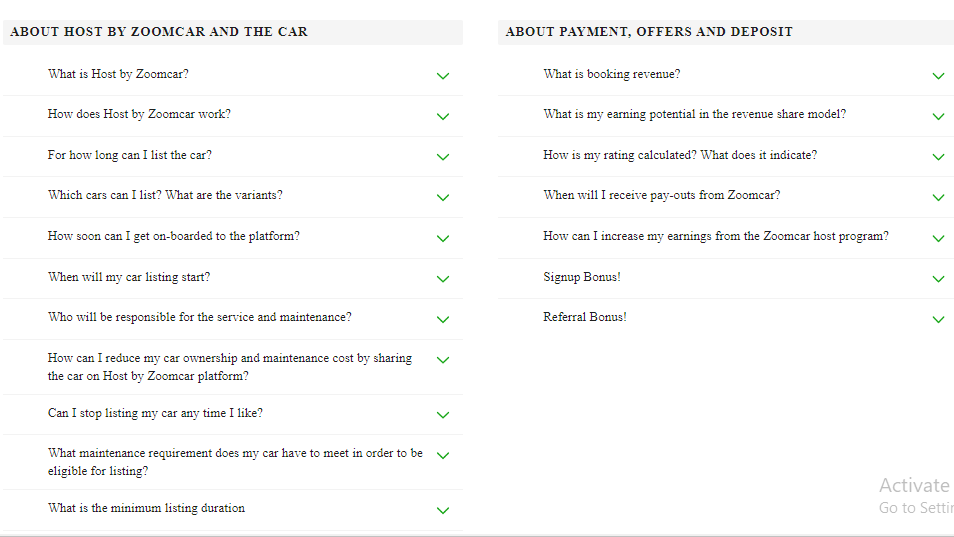 ABOUT HOST BY ZOOMCAR AND THE CAR
What is Host by Zoomcar?
How does Host by Zoomcar work?
For how long can I list the car?
Which cars can I list? What are the variants?
How soon can I get on-boarded to the platform?
When will my car listing start?
Who will be responsible for the service and maintenance?
How can I reduce my car ownership and maintenance cost by sharing
the car on Host by Zoomcar platform?
Can I stop listing my car any time I like?
What maintenance requirement does my car have to meet in order to be
eligible for listing?
What is the minimum listing duration
ABOUT PAYMENT, OFFERS AND DEPOSIT
What is booking revenue?
What is my earning potential in the revenue share model?
How is my rating calculated? What does it indicate?
When will I receive pay-outs from Zoomcar?
How can I increase my earnings from the Zoomcar host program?
Signup Bonus!
Referral Bonus!
Activate
Go to Settin